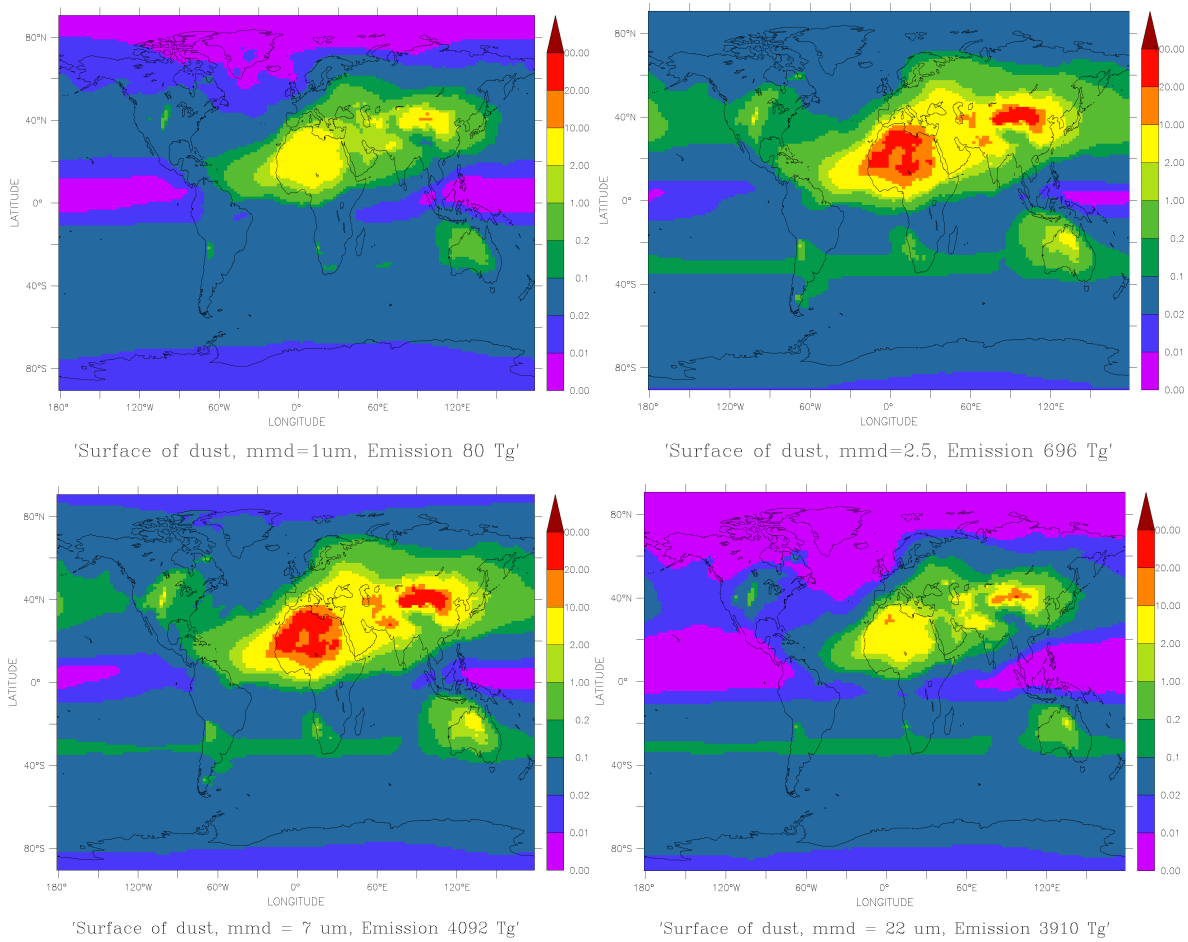 80°N
40°N
0°
40°S
80°S
LATITUDE
180°
120°W
60°W
0°
60°E
120°E
LONGITUDE
00.00
20.00
10.00
2.00
1.00
0.2
0.1
0.02
0.01
0.00
'Surface of dust, mmd=1um, Emission 80 Tg'
80°N
40°N
0°
40°S
80°S
LATITUDE
180°
120°W
60°W
0°
60°E
120°E
LONGITUDE
00.00
20.00
10.00
2.00
1.00
0.2
0.1
0.02
0.01
0.00
'Surface of dust, mmd=2.5, Emission 696 Tg'
80°N
40°N
0°
40°S
80°S
LATITUDE
180°
120°W
60°W
0°
60°E
120°E
LONGITUDE
00.00
20.00
10.00
2.00
1.00
0.2
0.1
0.02
0.01
0.00
'Surface of dust, mmd = 7 um, Emission 4092 Tg'
80°N
40°N
0°
40°S
80°S
LATITUDE
180°
120°W
60°W
0°
60°E
120°E
LONGITUDE
00.00
20.00
10.00
2.00
1.00
0.2
0.1
0.02
0.01
0.00
'Surface of dust, mmd = 22 um, Emission 3910 Tg'